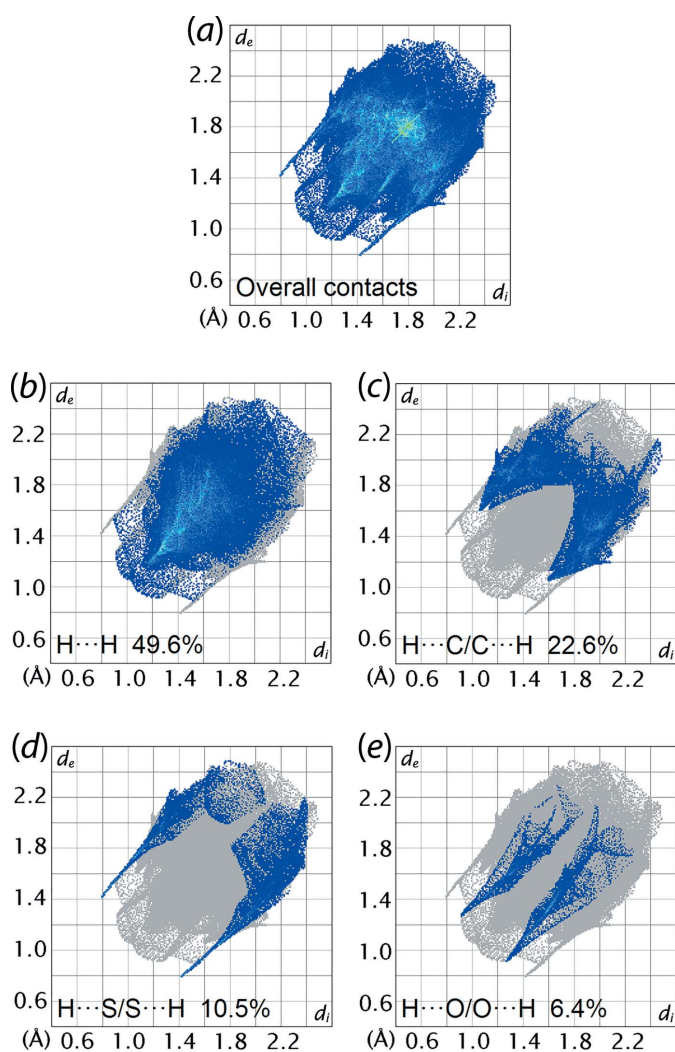 (a)
de
2.2
1.8
1.4
1.0
0.6
Overall contacts di
(Å) 0.6 1.0 1.4 1.8 2.2
(b) (c)
de de
2.2 2.2
1.8 1.8
1.4 1.4
1.0 1.0
0.6 0.6
H···H 49.6% di H···C/C···H 22.6% di
(Å) 0.6 1.0 1.4 1.8 2.2 (Å) 0.6 1.0 1.4 1.8 2.2
(d) (e)
de de
2.2 2.2
1.8 1.8
1.4 1.4
1.0 1.0
0.6 0.6
H···S/S···H 10.5% di H···O/O···H 6.4% di
(Å) 0.6 1.0 1.4 1.8 2.2 (Å) 0.6 1.0 1.4 1.8 2.2